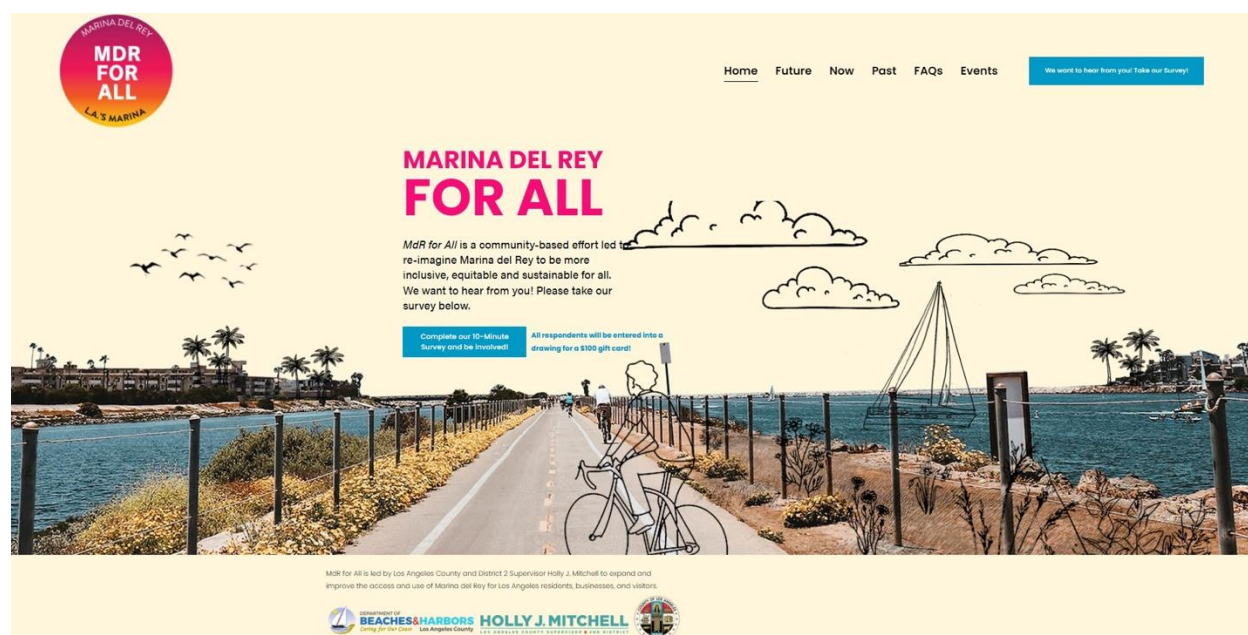 MARINA DEL REY
MDR
FOR
ALL
L.A.'S MARINA
Home Future Now Past FAQs Events
We want to hear from you! Take our Survey!
MARINA DEL REY
FOR ALL
MdR for All is a community-based effort led to
re-imagine Marina del Rey to be more
inclusive, equitable and sustainable for all.
We want to hear from you! Please take our
survey below.
Complete our 10-Minute
Survey and be Involved!
All respondents will be entered into a
drawing for a $100 gift card!
MdR for All is led by Los Angeles County and District 2 Supervisor Holly J. Mitchell to expand and
improve the access and use of Marina del Rey for Los Angeles residents, businesses, and visitors.
DEPARTMENT OF
BEACHES&HARBORS
Caring for Our Coast Los Angeles County
HOLLY J. MITCHELL
LOS ANGELES COUNTY SUPERVISOR 2ND DISTRICT